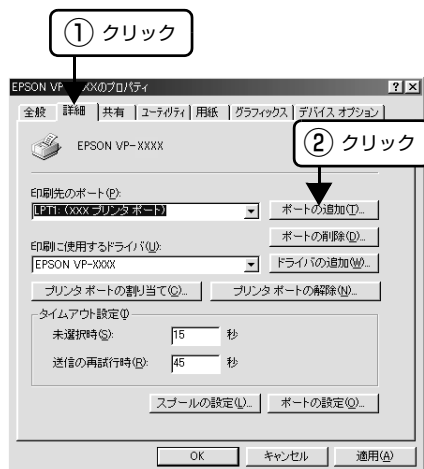 ① クリック
EPSON VP-XXXXのプロパティ
全般 詳細 共有 ユーティリティ 用紙 グラフィックス デバイス オプション
② クリック
EPSON VP-XXXX
印刷先のポート(P):
LPT1: (XXX プリンタ ポート)
ポートの追加(T)...
ポートの削除(D)...
印刷に使用するドライバ(U):
EPSON VP-XXXX
ドライバの追加(W)...
プリンタ ポートの割り当て(C)... プリンタ ポートの解除(N)...
タイムアウト設定
未選択時(S): 15 秒
送信の再試行時(R): 45 秒
スプールの設定(L)... ポートの設定(O)...
OK キャンセル 適用(A)